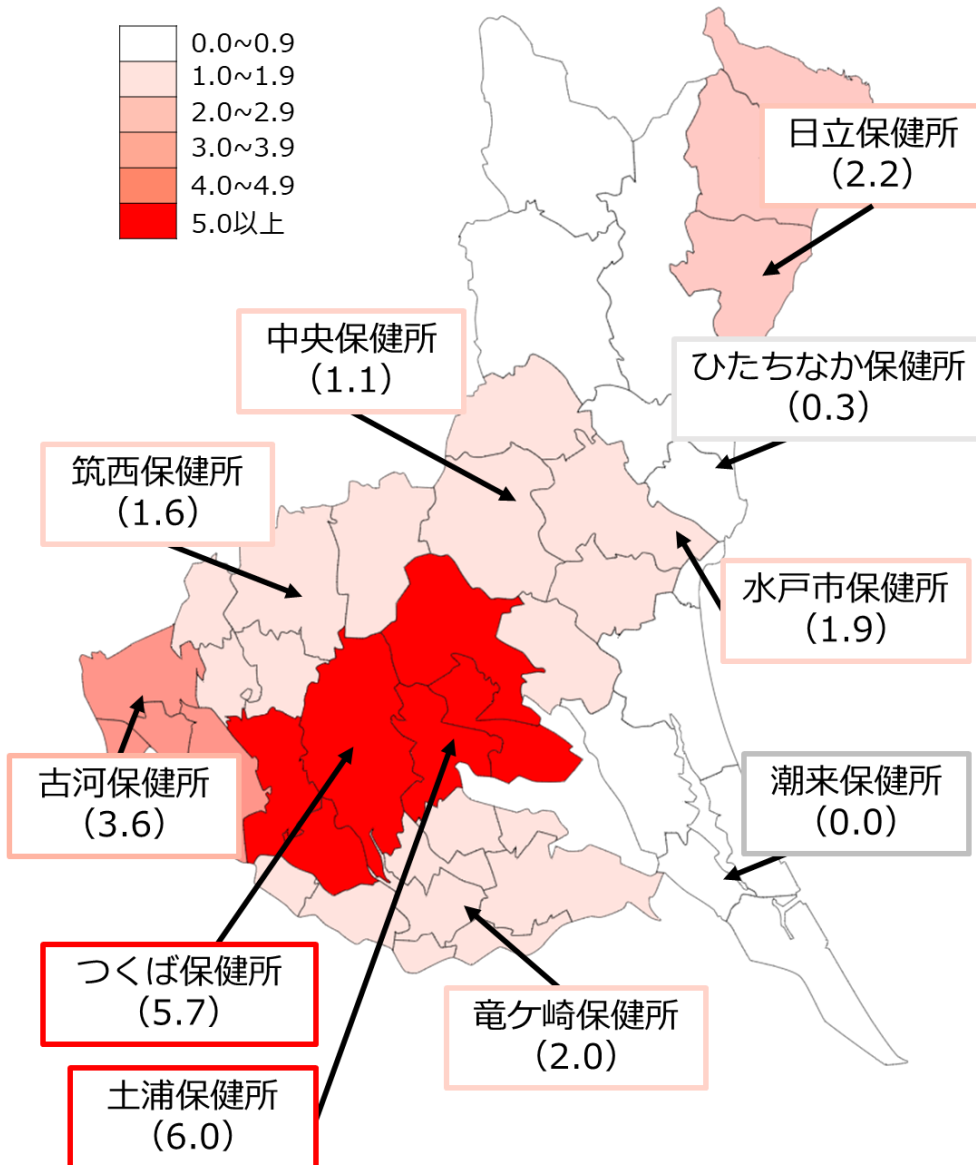 0.0~0.9
1.0~1.9
2.0~2.9
3.0~3.9
4.0~4.9
5.0以上
日立保健所
(2.2)
中央保健所
(1.1)
ひたちなか保健所
(0.3)
筑西保健所
(1.6)
水戸市保健所
(1.9)
古河保健所
(3.6)
潮来保健所
(0.0)
つくば保健所
(5.7)
竜ケ崎保健所
(2.0)
土浦保健所
(6.0)